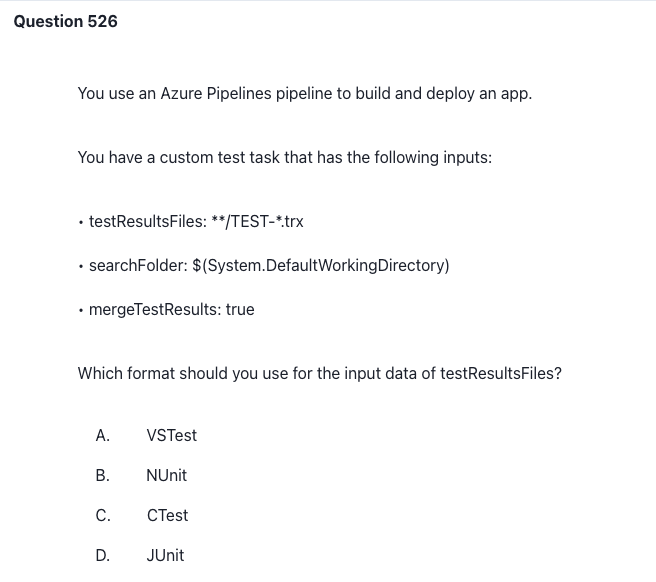 Question 526
You use an Azure Pipelines pipeline to build and deploy an app.
You have a custom test task that has the following inputs:
• testResultsFiles: **/TEST-*.trx
• searchFolder: $(System.DefaultWorkingDirectory)
• mergeTestResults: true
Which format should you use for the input data of testResultsFiles?
A. VSTest
B. NUnit
C. CTest
D. JUnit